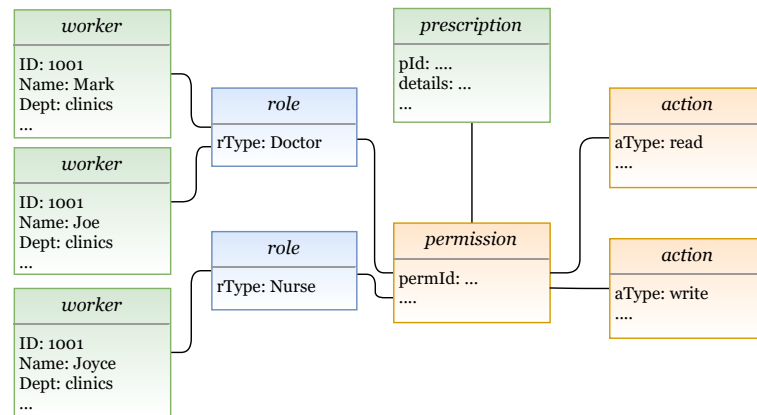 worker
ID: 1001
Name: Mark
Dept: clinics
...
worker
ID: 1001
Name: Joe
Dept: clinics
...
worker
ID: 1001
Name: Joyce
Dept: clinics
...
role
rType: Doctor
role
rType: Nurse
prescription
pId: ....
details: ...
...
permission
permId: ...
....
action
aType: read
....
action
aType: write
....